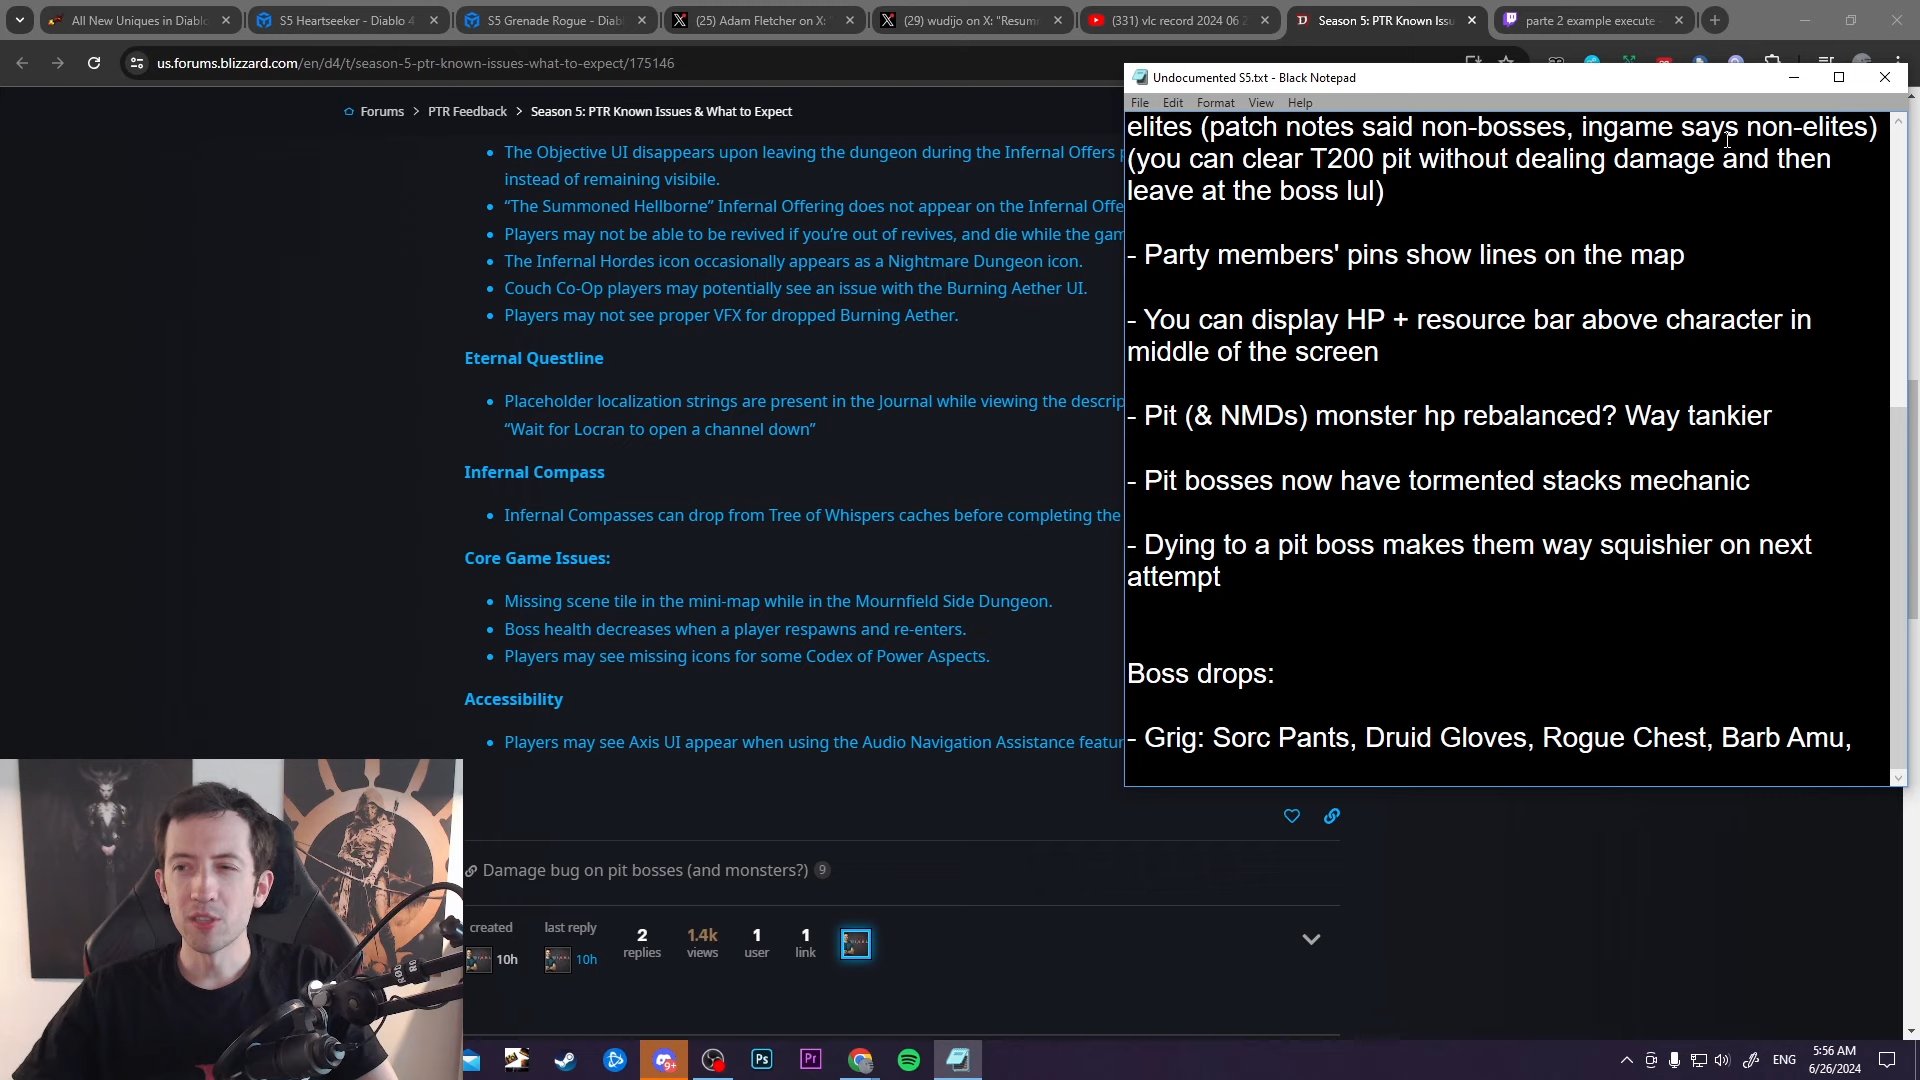 All New Uniques in Diablo
S5 Heartseeker - Diablo 4
S5 Grenade Rogue - Diabl
(25) Adam Fletcher on X: "
(29) wudijo on X: "Resum
(331) vlc record 2024 06 2
Season 5: PTR Known Issu
parte 2 example execute -
us.forums.blizzard.com/en/d4/t/season-5-ptr-known-issues-what-to-expect/175146
Forums > PTR Feedback > Season 5: PTR Known Issues & What to Expect
The Objective UI disappears upon leaving the dungeon during the Infernal Offers p
instead of remaining visibile.
“The Summoned Hellborne” Infernal Offering does not appear on the Infernal Offe
Players may not be able to be revived if you’re out of revives, and die while the gam
The Infernal Hordes icon occasionally appears as a Nightmare Dungeon icon.
Couch Co-Op players may potentially see an issue with the Burning Aether UI.
Players may not see proper VFX for dropped Burning Aether.
Eternal Questline
Placeholder localization strings are present in the Journal while viewing the descrip
“Wait for Locran to open a channel down”
Infernal Compass
Infernal Compasses can drop from Tree of Whispers caches before completing the
Core Game Issues:
Missing scene tile in the mini-map while in the Mournfield Side Dungeon.
Boss health decreases when a player respawns and re-enters.
Players may see missing icons for some Codex of Power Aspects.
Accessibility
Players may see Axis UI appear when using the Audio Navigation Assistance featur
Damage bug on pit bosses (and monsters?) 9
created
last reply
10h
10h
2
replies
1.4k
views
1
user
1
link
Undocumented S5.txt - Black Notepad
File Edit Format View Help
elites (patch notes said non-bosses, ingame says non-elites)
(you can clear T200 pit without dealing damage and then
leave at the boss lul)
- Party members' pins show lines on the map
- You can display HP + resource bar above character in
middle of the screen
- Pit (& NMDs) monster hp rebalanced? Way tankier
- Pit bosses now have tormented stacks mechanic
- Dying to a pit boss makes them way squishier on next
attempt
Boss drops:
- Grig: Sorc Pants, Druid Gloves, Rogue Chest, Barb Amu,
9+
Ps
Pr
ENG
5:56 AM
6/26/2024